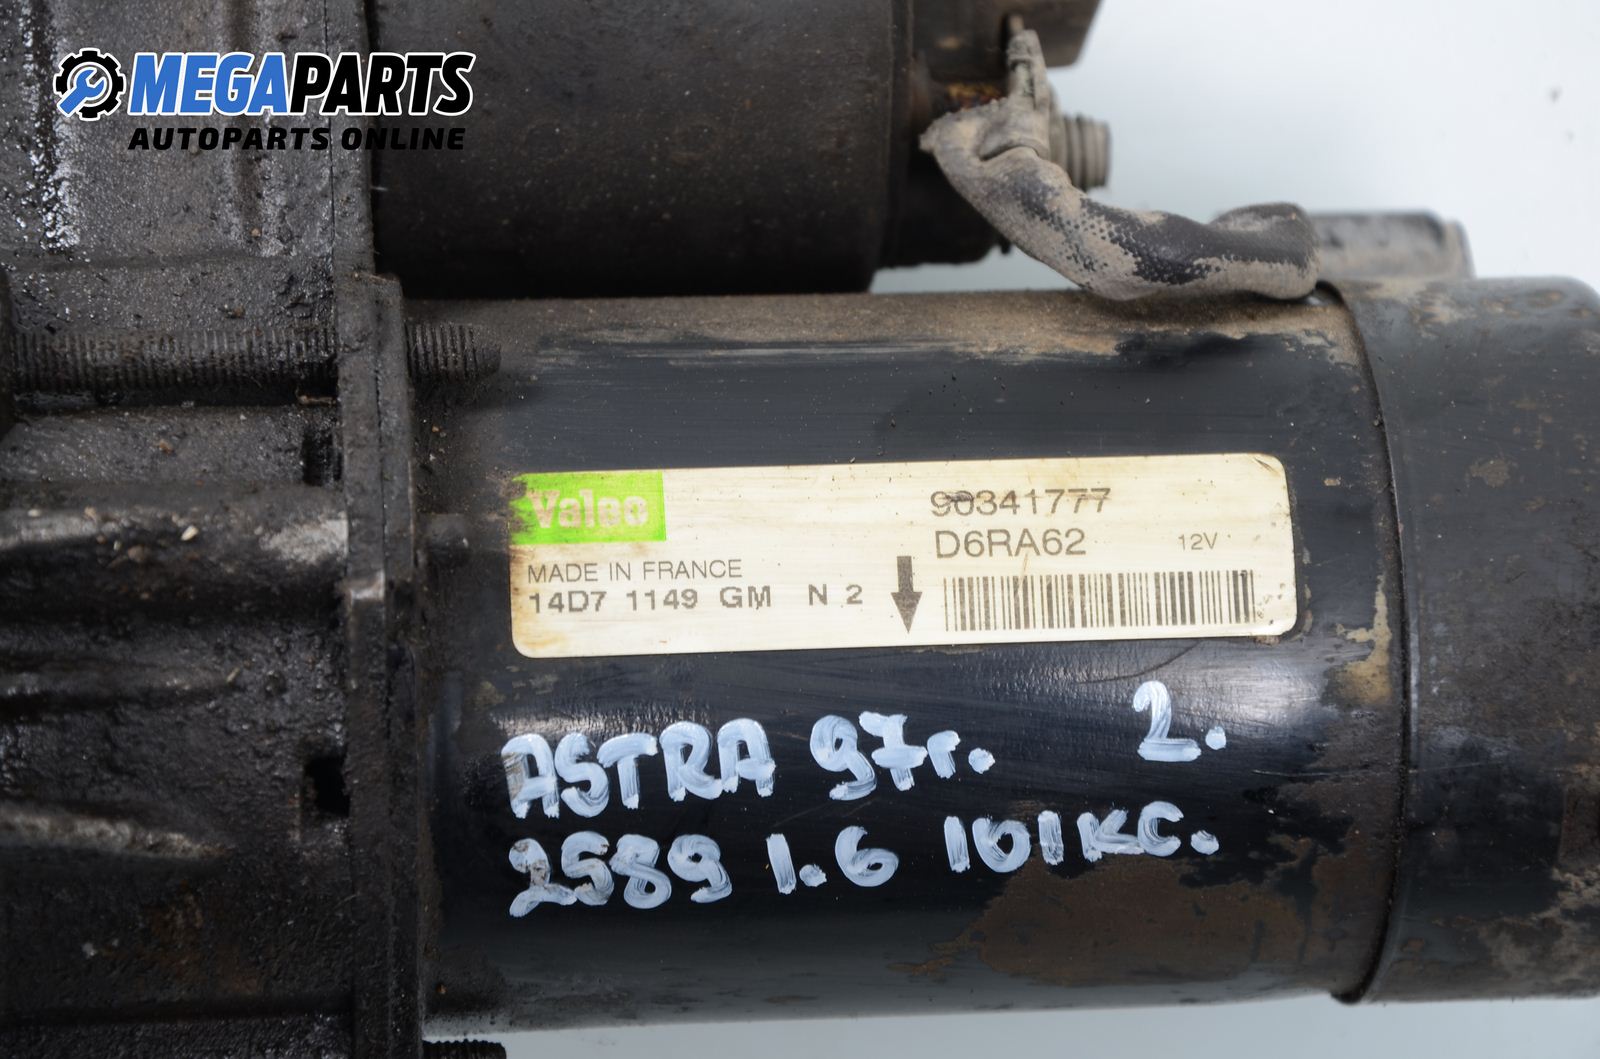 MEGAPARTS
AUTOPARTS ONLINE
Valeo
90341777
D6RA62 12V
MADE IN FRANCE
14D7 1149 GM N 2
ASTRA 97г. 2.
2589 1.6 101KC.